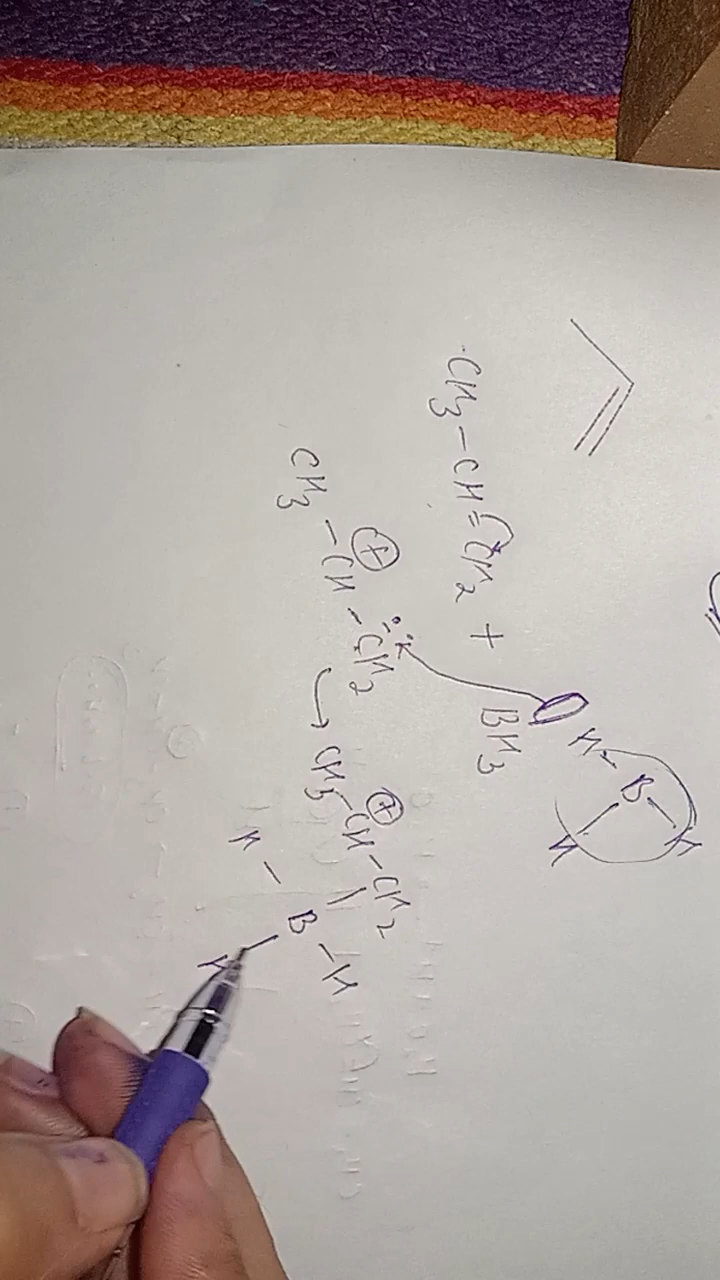 CH3-CH=CH2 + BH3
H-B-H
H
CH3-CH-CH2
⊕
→ CH3-CH-CH2
⊕
H-B-H
H